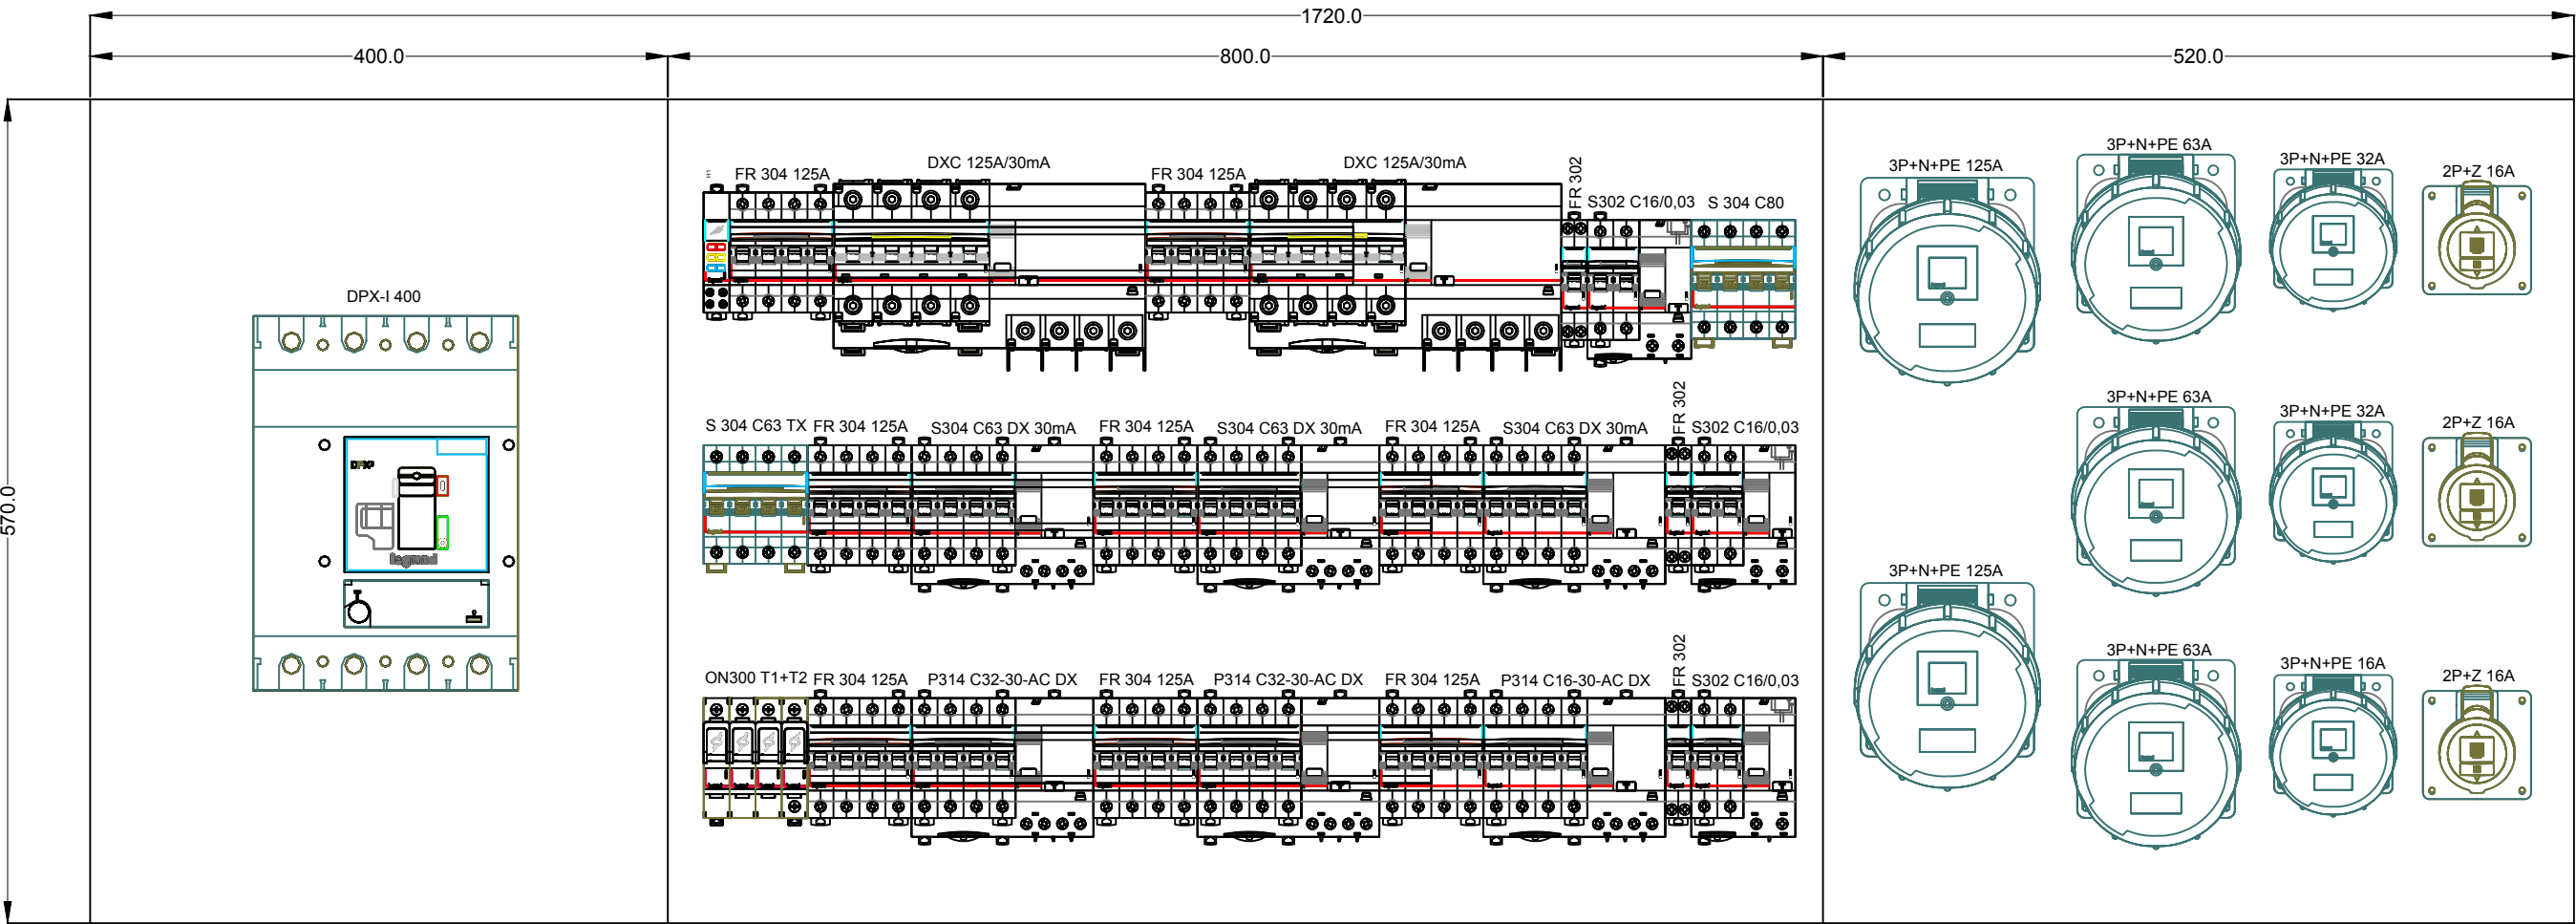 1720.0
400.0
800.0
520.0
570.0
DPX-I 400
DPX³
legrand
H1
FR 304 125A
DXC 125A/30mA
FR 304 125A
DXC 125A/30mA
FR 302
S302 C16/0,03
S 304 C80
S 304 C63 TX
FR 304 125A
S304 C63 DX 30mA
FR 304 125A
S304 C63 DX 30mA
FR 304 125A
S304 C63 DX 30mA
FR 302
S302 C16/0,03
ON300 T1+T2
FR 304 125A
P314 C32-30-AC DX
FR 304 125A
P314 C32-30-AC DX
FR 304 125A
P314 C16-30-AC DX
FR 302
S302 C16/0,03
3P+N+PE 125A
3P+N+PE 63A
3P+N+PE 32A
2P+Z 16A
3P+N+PE 63A
3P+N+PE 32A
2P+Z 16A
3P+N+PE 125A
3P+N+PE 63A
3P+N+PE 16A
2P+Z 16A